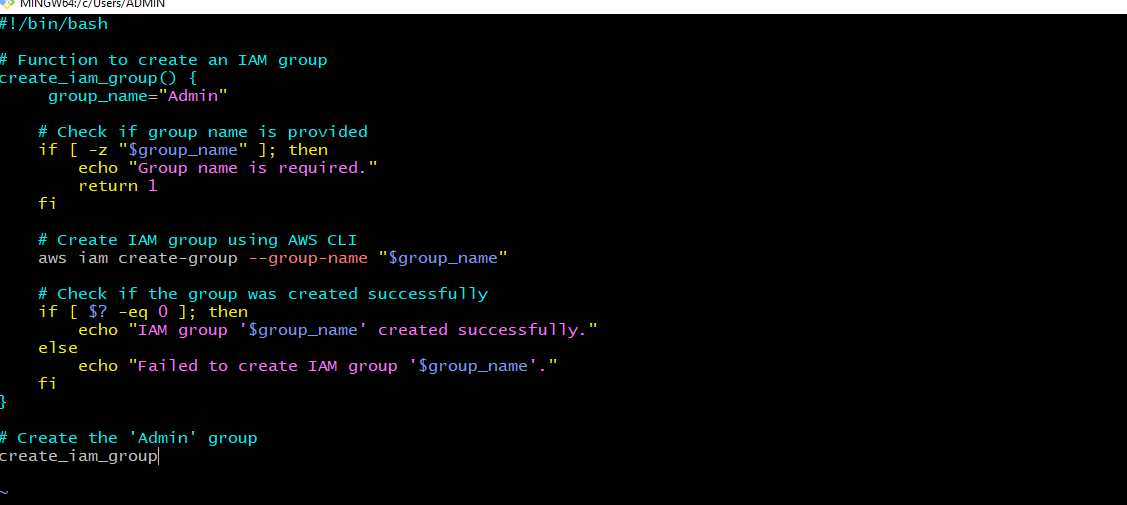 MINGW64:/c/Users/ADMIN
#!/bin/bash
# Function to create an IAM group
create_iam_group() {
group_name="Admin"
# Check if group name is provided
if [ -z "$group_name" ]; then
echo "Group name is required."
return 1
fi
# Create IAM group using AWS CLI
aws iam create-group --group-name "$group_name"
# Check if the group was created successfully
if [ $? -eq 0 ]; then
echo "IAM group '$group_name' created successfully."
else
echo "Failed to create IAM group '$group_name'."
fi
}
# Create the 'Admin' group
create_iam_group
~